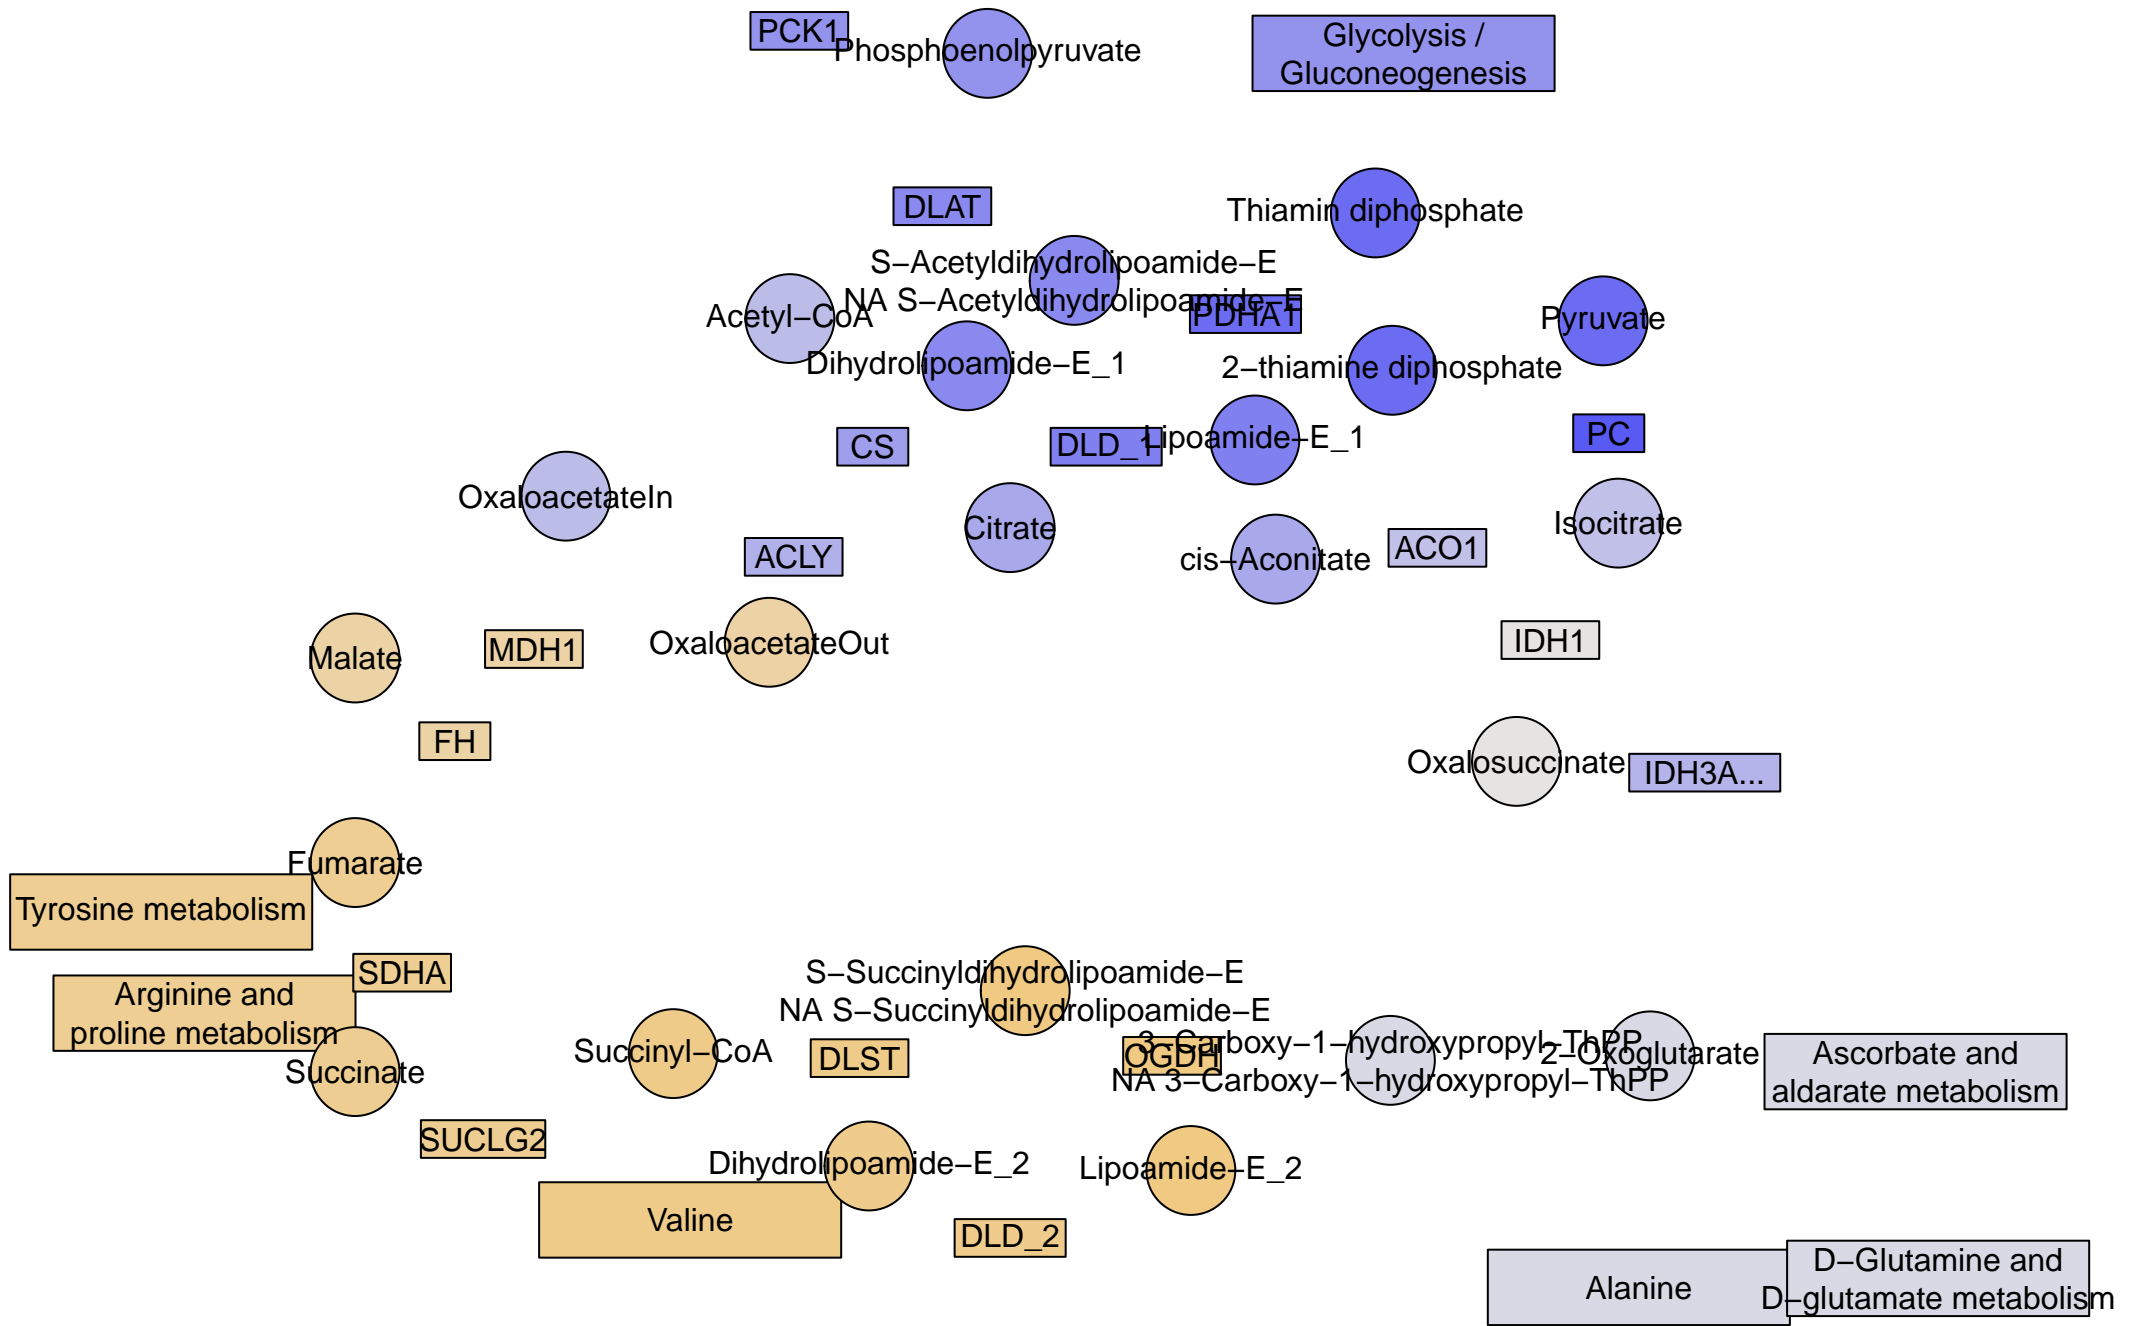 PCK1
Phosphoenolpyruvate
Glycolysis /
Gluconeogenesis
DLAT
Thiamin diphosphate
S−Acetyldihydrolipoamide−E
NA S−Acetyldihydrolipoamide−E
Acetyl−CoA
PDHA1
Pyruvate
Dihydrolipoamide−E_1
2−thiamine diphosphate
CS
DLD_1
Lipoamide−E_1
PC
OxaloacetateIn
Citrate
Isocitrate
ACLY
cis−Aconitate
ACO1
Malate
MDH1
OxaloacetateOut
IDH1
FH
Oxalosuccinate
IDH3A...
Fumarate
Tyrosine metabolism
SDHA
Arginine and
proline metabolism
S−Succinyldihydrolipoamide−E
NA S−Succinyldihydrolipoamide−E
Succinate
Succinyl−CoA
DLST
OGDH
3−Carboxy−1−hydroxypropyl−ThPP
NA 3−Carboxy−1−hydroxypropyl−ThPP
2−Oxoglutarate
Ascorbate and
aldarate metabolism
SUCLG2
Dihydrolipoamide−E_2
Lipoamide−E_2
Valine
DLD_2
Alanine
D−Glutamine and
D−glutamate metabolism